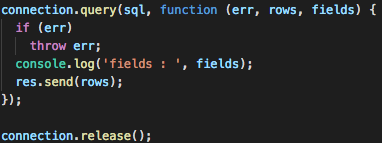 connection.query(sql, function (err, rows, fields) {
  if (err)
    throw err;
  console.log('fields : ', fields);
  res.send(rows);
});

connection.release();